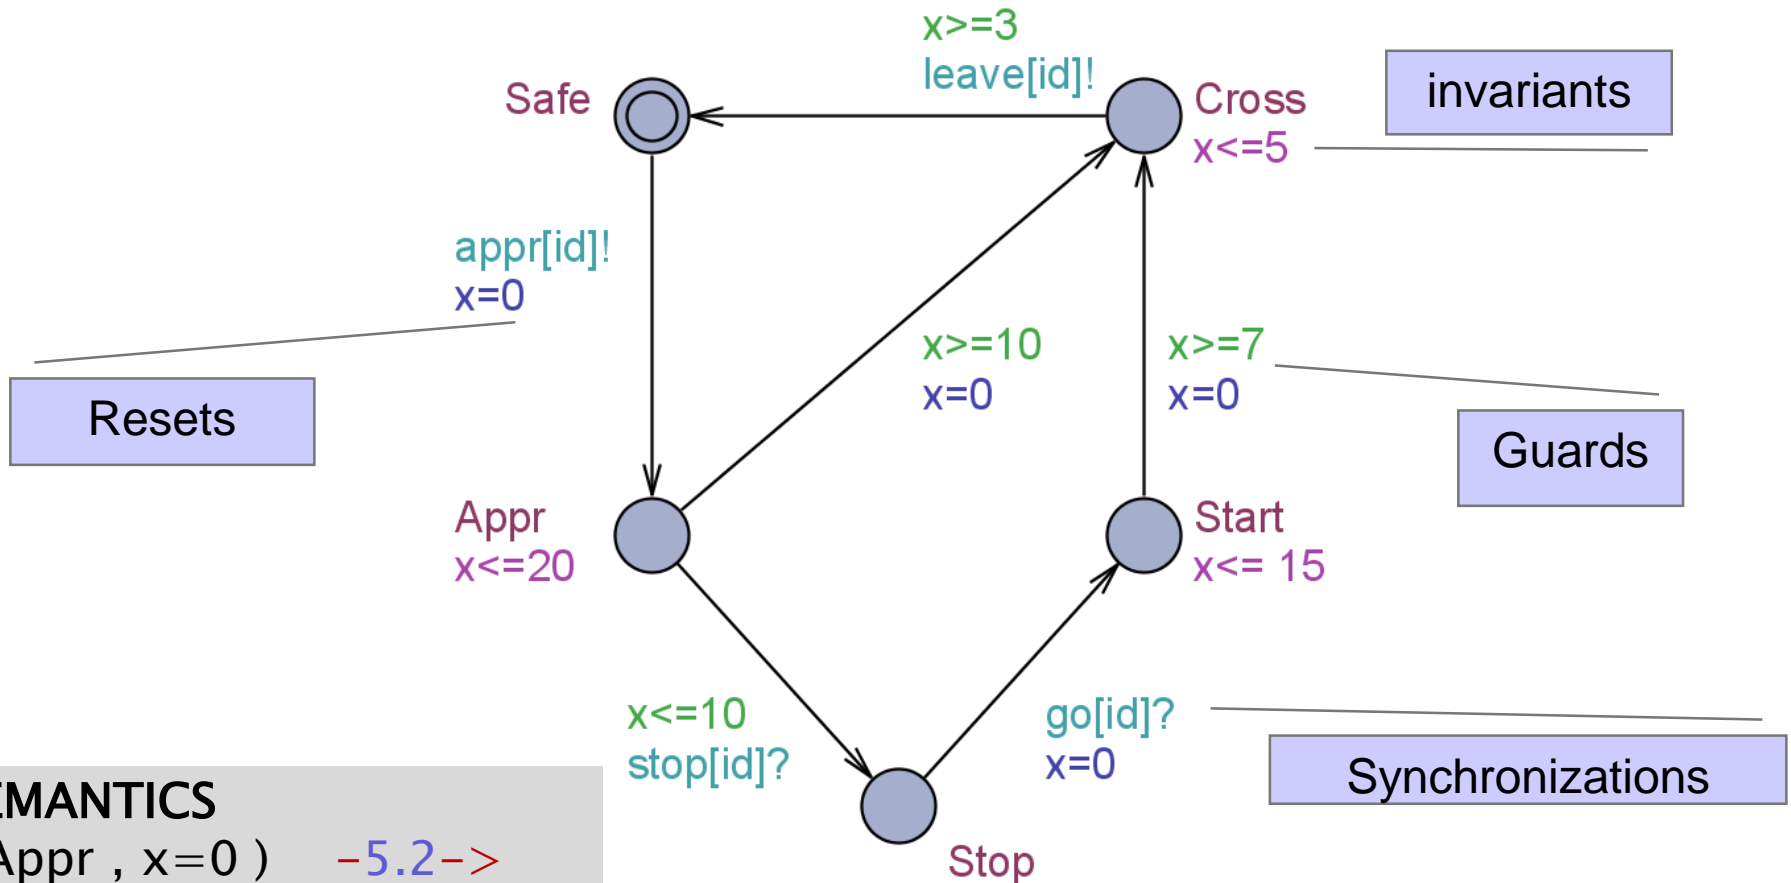 x>=3
leave[id]!
Safe
Cross
x<=5
invariants
appr[id]!
x=0
Resets
x>=10
x=0
x>=7
x=0
Guards
Appr
x<=20
Start
x<= 15
x<=10
stop[id]?
go[id]?
x=0
Synchronizations
Stop
EMANTICS
Appr , x=0 ) -5.2->